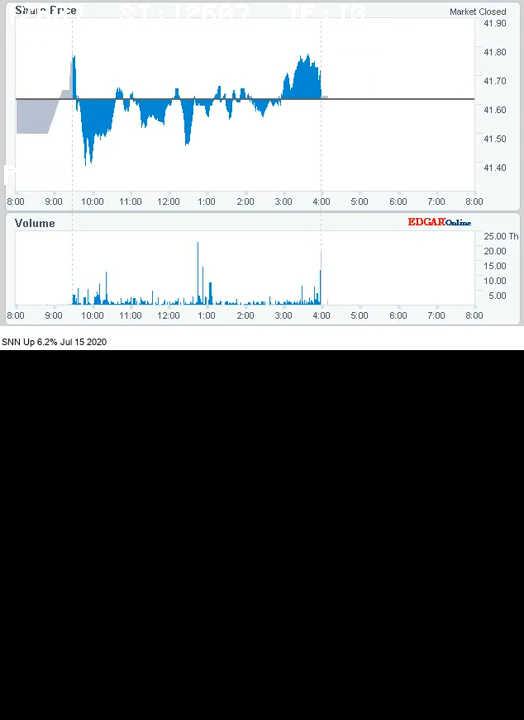 Share Price
Market Closed
41.90
41.80
41.70
41.60
41.50
41.40
8:00 9:00 10:00 11:00 12:00 1:00 2:00 3:00 4:00 5:00 6:00 7:00 8:00
Volume
EDGAROnline
25.00 Th
20.00
15.00
10.00
5.00
8:00 9:00 10:00 11:00 12:00 1:00 2:00 3:00 4:00 5:00 6:00 7:00 8:00
SNN Up 6.2% Jul 15 2020